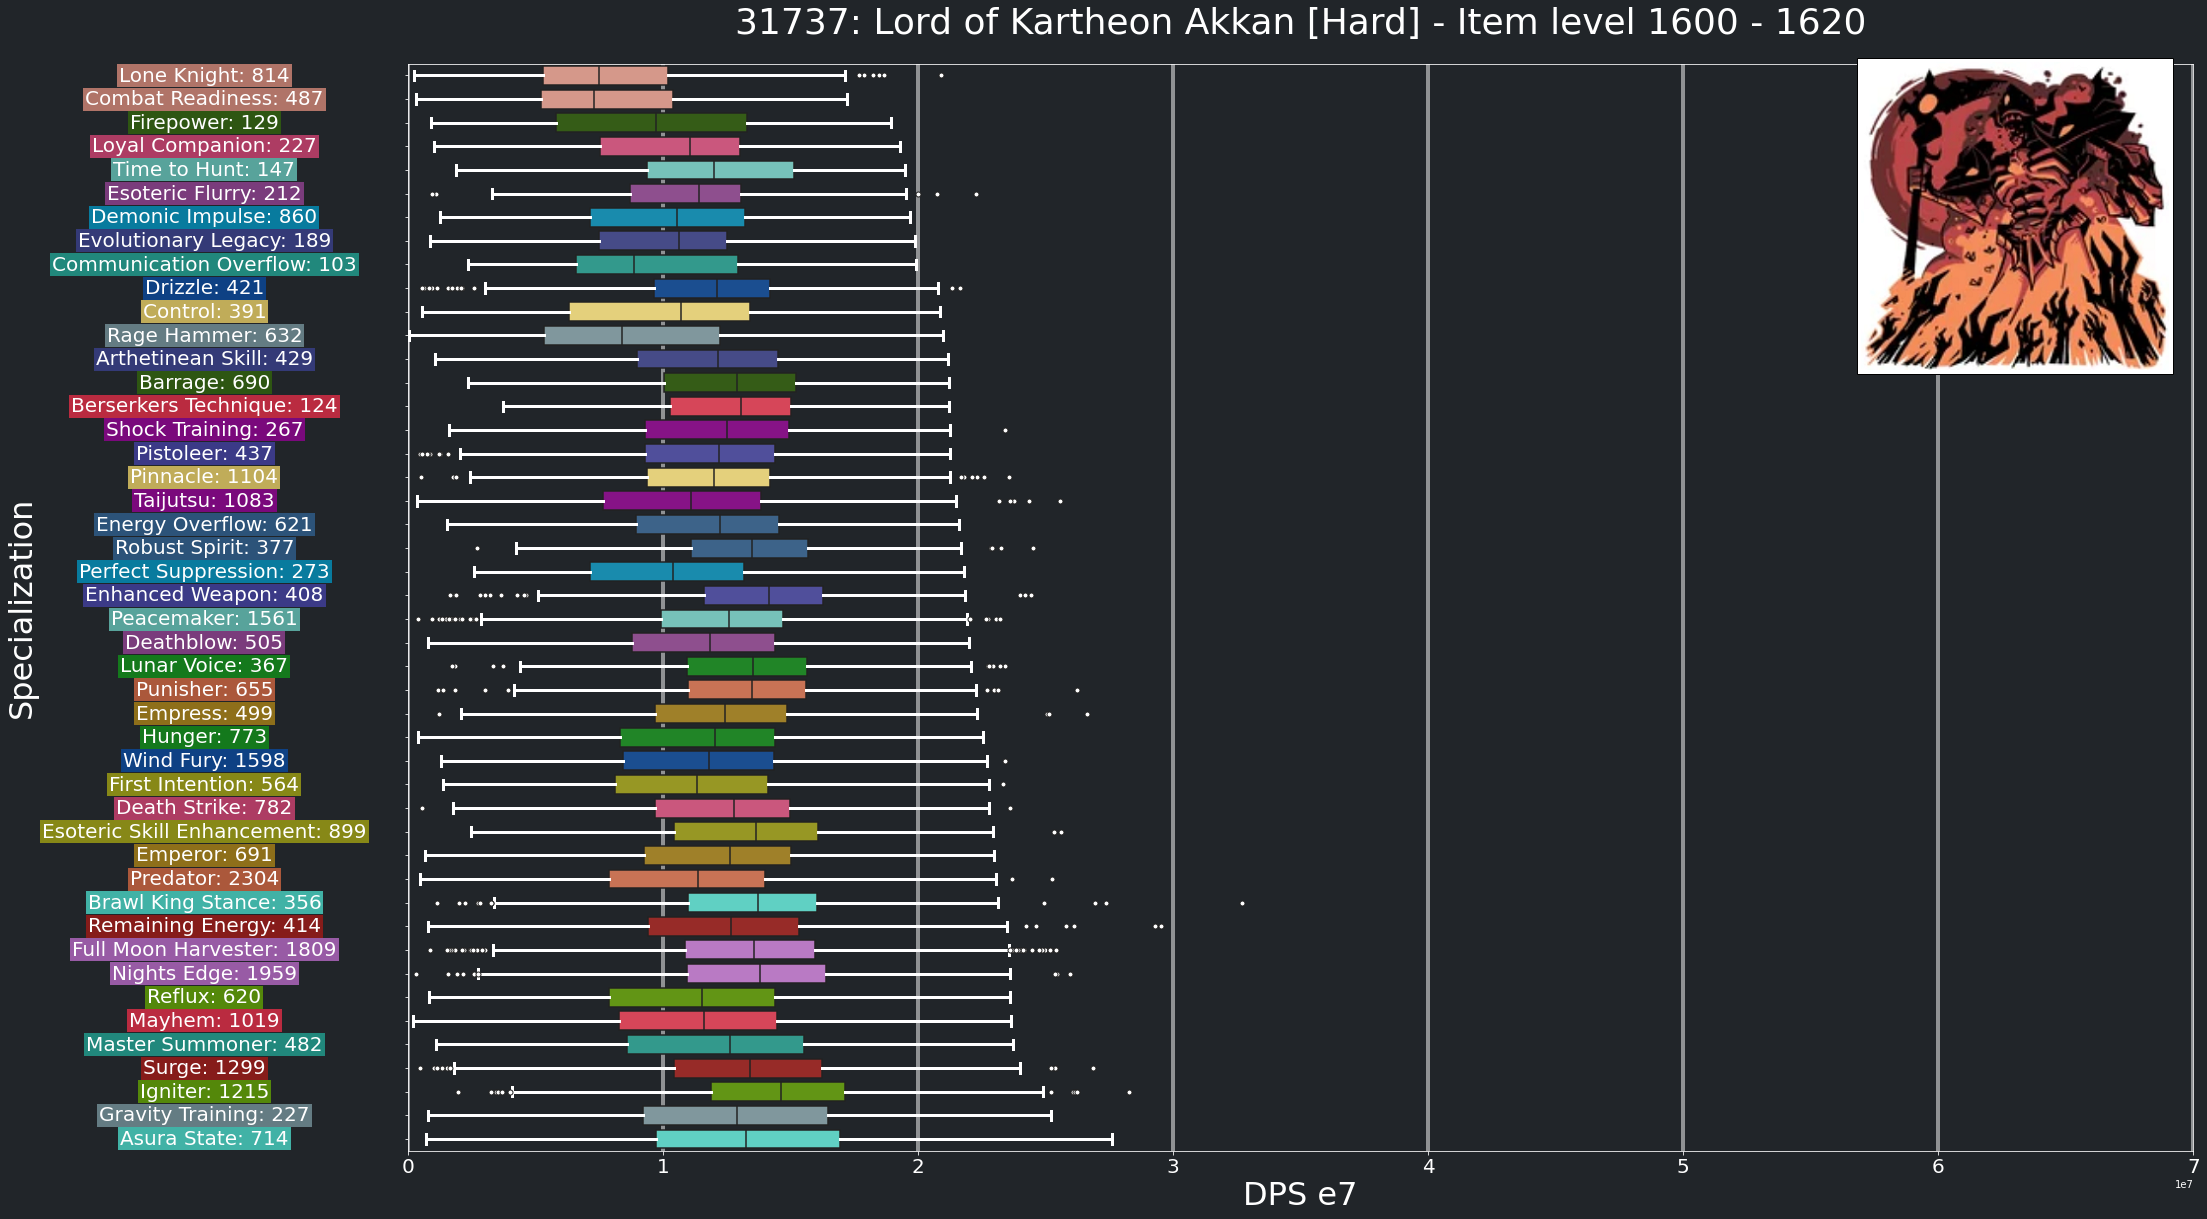 31737: Lord of Kartheon Akkan [Hard] - Item level 1600 - 1620
Specialization
Lone Knight: 814
Combat Readiness: 487
Firepower: 129
Loyal Companion: 227
Time to Hunt: 147
Esoteric Flurry: 212
Demonic Impulse: 860
Evolutionary Legacy: 189
Communication Overflow: 103
Drizzle: 421
Control: 391
Rage Hammer: 632
Arthetinean Skill: 429
Barrage: 690
Berserkers Technique: 124
Shock Training: 267
Pistoleer: 437
Pinnacle: 1104
Taijutsu: 1083
Energy Overflow: 621
Robust Spirit: 377
Perfect Suppression: 273
Enhanced Weapon: 408
Peacemaker: 1561
Deathblow: 505
Lunar Voice: 367
Punisher: 655
Empress: 499
Hunger: 773
Wind Fury: 1598
First Intention: 564
Death Strike: 782
Esoteric Skill Enhancement: 899
Emperor: 691
Predator: 2304
Brawl King Stance: 356
Remaining Energy: 414
Full Moon Harvester: 1809
Nights Edge: 1959
Reflux: 620
Mayhem: 1019
Master Summoner: 482
Surge: 1299
Igniter: 1215
Gravity Training: 227
Asura State: 714
0 1 2 3 4 5 6 7
1e7
DPS e7